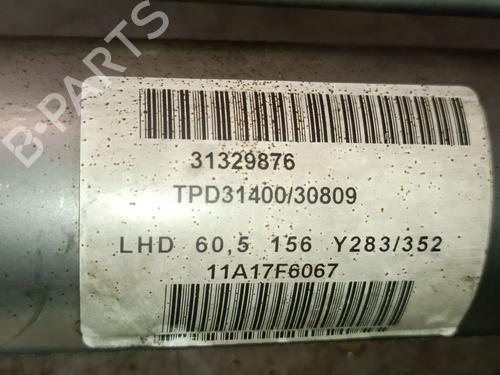 B-PARTS
31329876
TPD31400/30809
LHD 60,5 156 Y283/352
11A17F6067